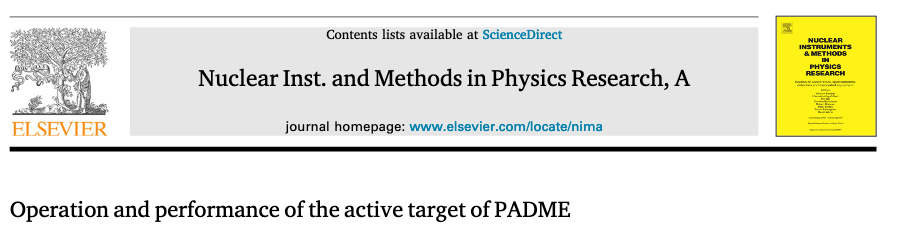 Contents lists available at ScienceDirect
Nuclear Inst. and Methods in Physics Research, A
journal homepage: www.elsevier.com/locate/nima
ELSEVIER
NUCLEAR
INSTRUMENTS
& METHODS
IN
PHYSICS
RESEARCH
Operation and performance of the active target of PADME